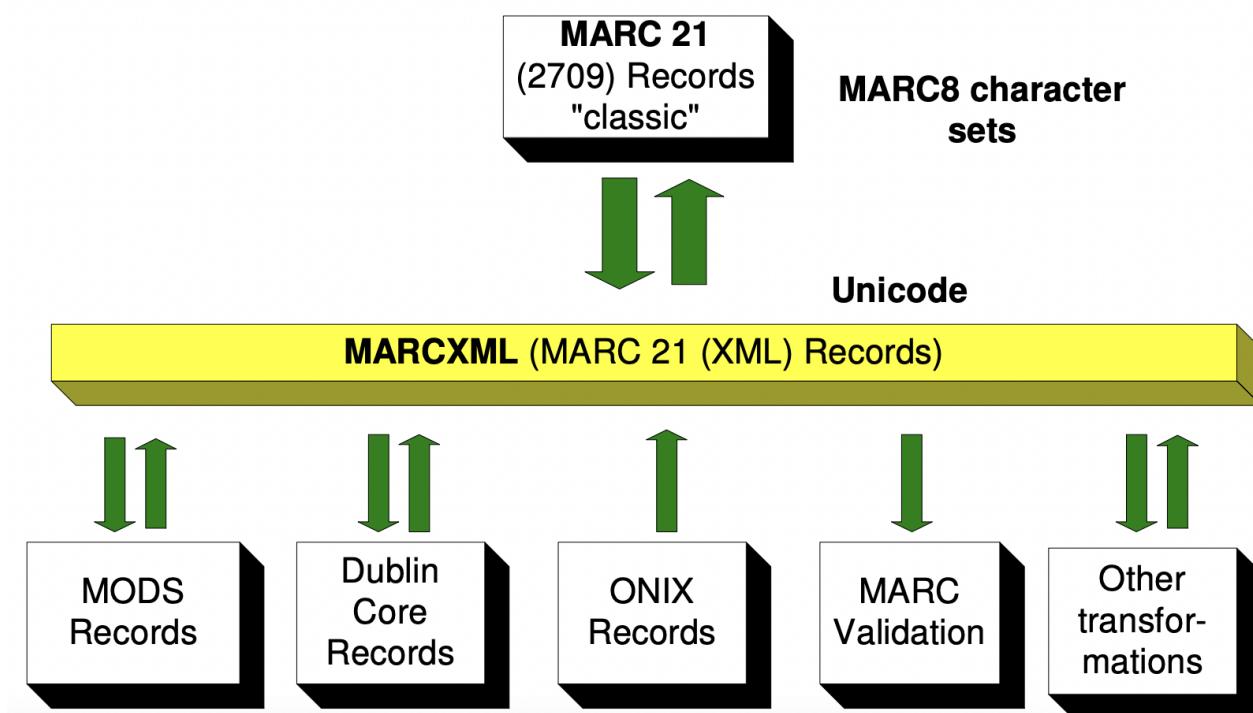 MARC 21
(2709) Records
"classic"
MARC8 character
sets
Unicode
MARCXML (MARC 21 (XML) Records)
MODS
Records
Dublin
Core
Records
ONIX
Records
MARC
Validation
Other
transfor-
mations